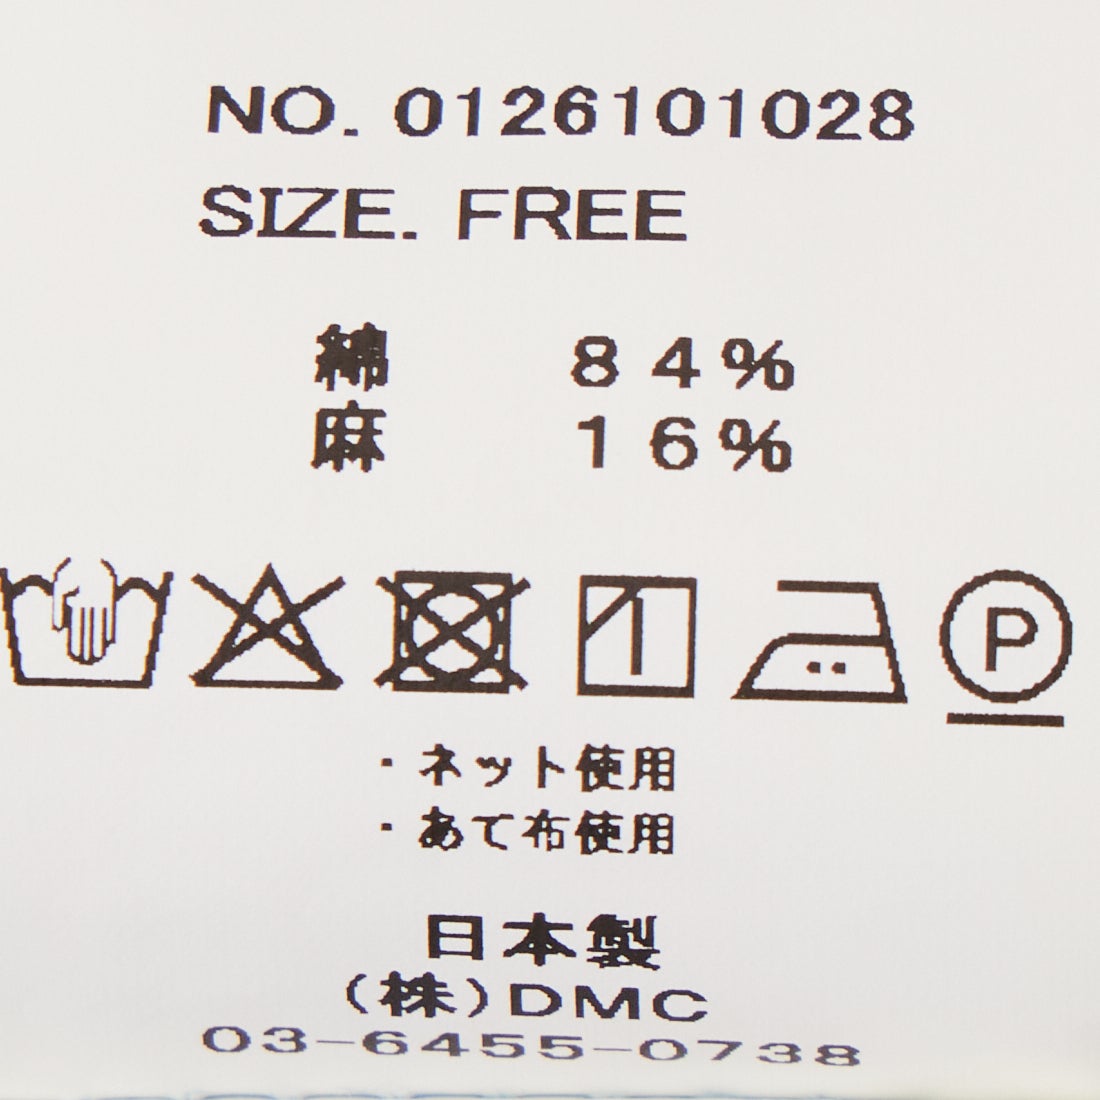 NO. 0126101028
SIZE. FREE
綿 84%
麻 16%
P
・ネット使用
・あて布使用
日本製
(株)DMC
03-6455-0738